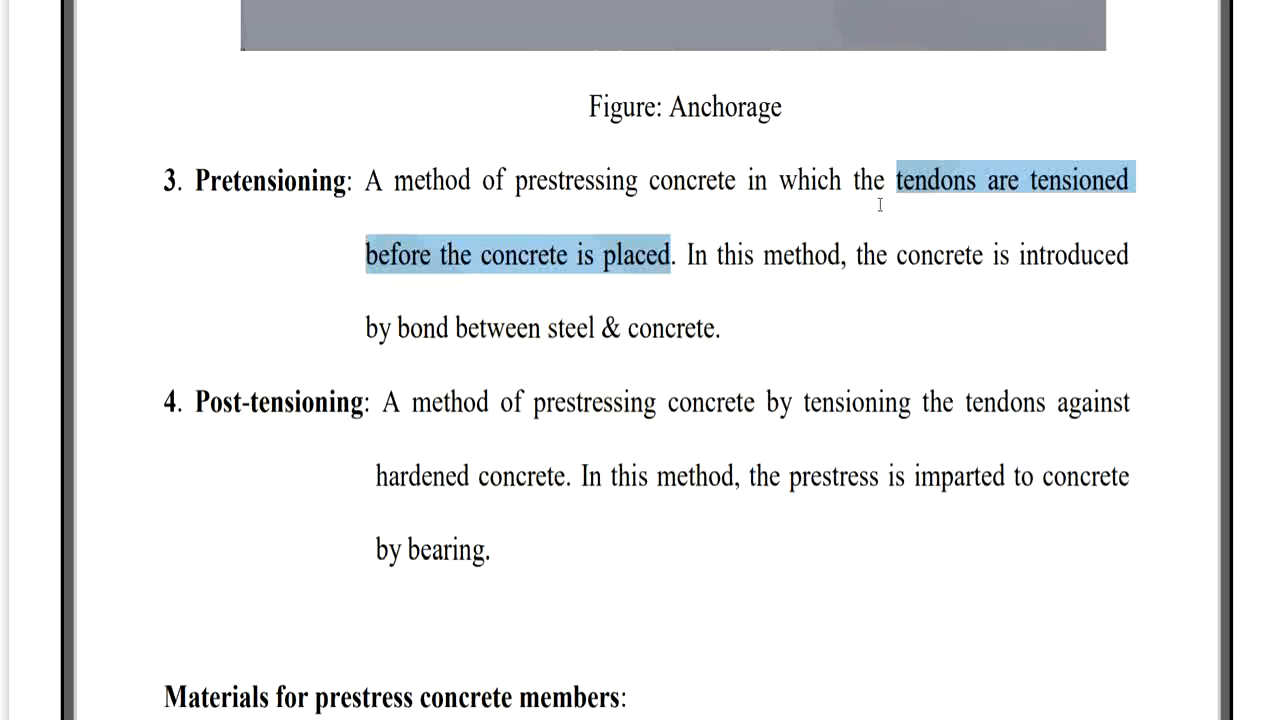 Figure: Anchorage
3. Pretensioning: A method of prestressing concrete in which the tendons are tensioned
before the concrete is placed. In this method, the concrete is introduced
by bond between steel & concrete.
4. Post-tensioning: A method of prestressing concrete by tensioning the tendons against
hardened concrete. In this method, the prestress is imparted to concrete
by bearing.
Materials for prestress concrete members: